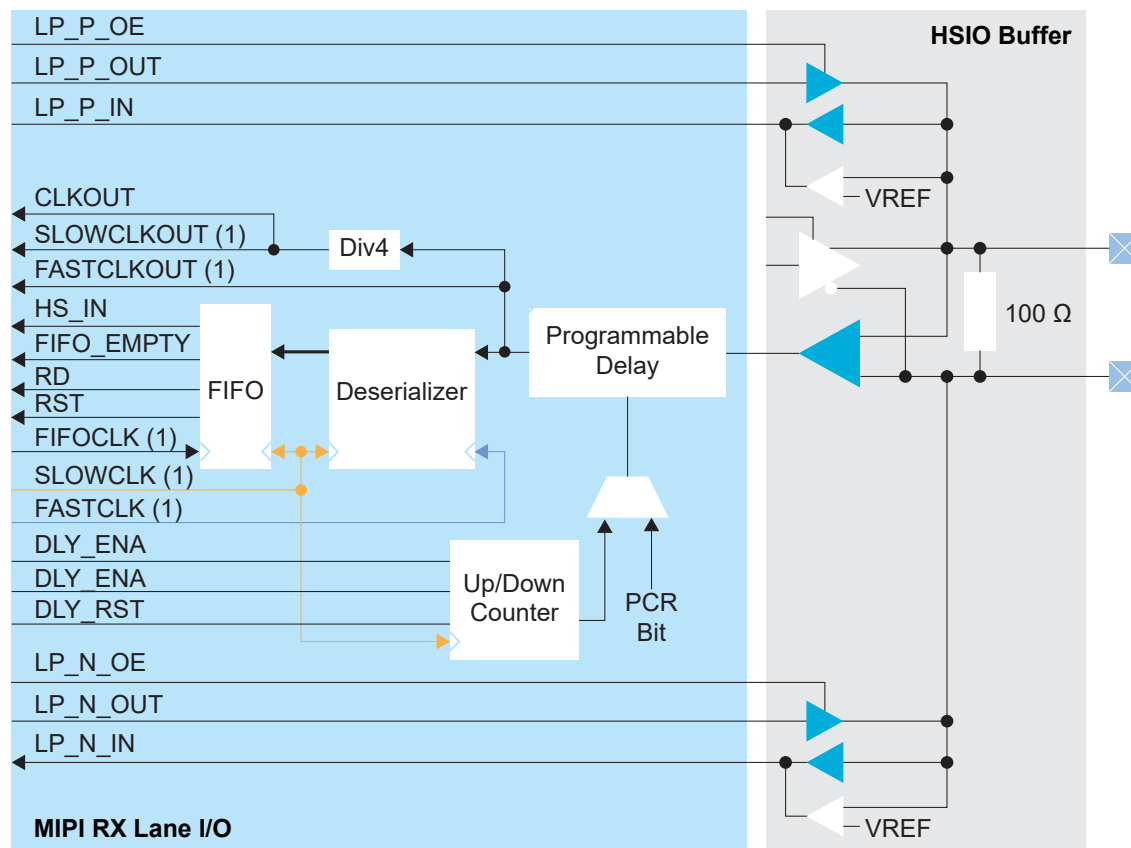 LP_P_OE
HSIO Buffer
LP_P_OUT
LP_P_IN
VREF
CLKOUT
SLOWCLKOUT (1)
Div4
FASTCLKOUT (1)
HS_IN
100 Ω
Programmable
Delay
FIFO_EMPTY
RD
FIFO
Deserializer
RST
FIFOCLK (1)
SLOWCLK (1)
FASTCLK (1)
DLY_ENA
DLY_ENA
DLY_RST
Up/Down
Counter
PCR
Bit
LP_N_OE
LP_N_OUT
LP_N_IN
VREF
MIPI RX Lane I/O